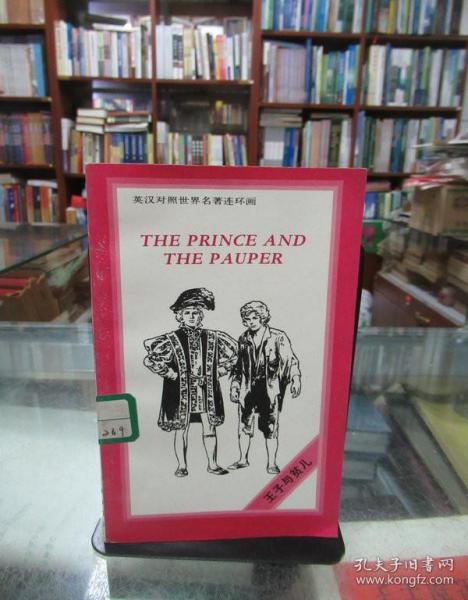 英汉对照世界名著连环画
THE PRINCE AND
THE PAUPER
王子与贫儿
269
孔夫子旧书网
www.kongfz.com